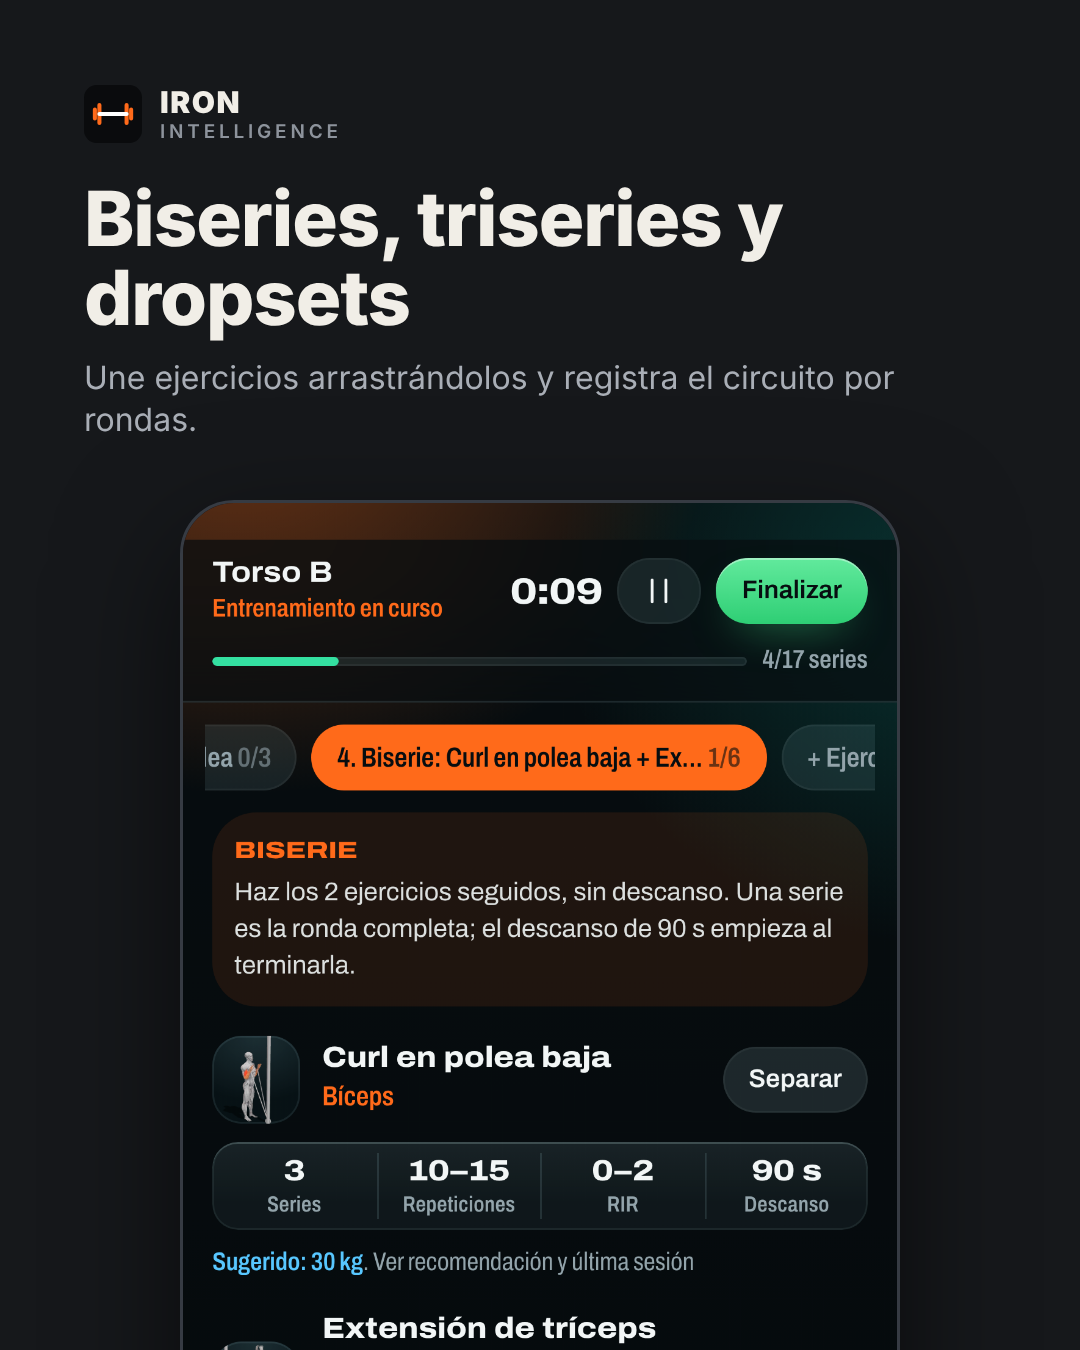 IRON
INTELLIGENCE
Biseries, triseries y
dropsets
Une ejercicios arrastrándolos y registra el circuito por
rondas.
Torso B
Entrenamiento en curso
0:09
Finalizar
4/17 series
lea 0/3
4. Biserie: Curl en polea baja + Ex... 1/6
+ Ejerc
BISERIE
Haz los 2 ejercicios seguidos, sin descanso. Una serie
es la ronda completa; el descanso de 90 s empieza al
terminarla.
Curl en polea baja
Bíceps
Separar
3
Series
10–15
Repeticiones
0–2
RIR
90 s
Descanso
Sugerido: 30 kg. Ver recomendación y última sesión
Extensión de tríceps